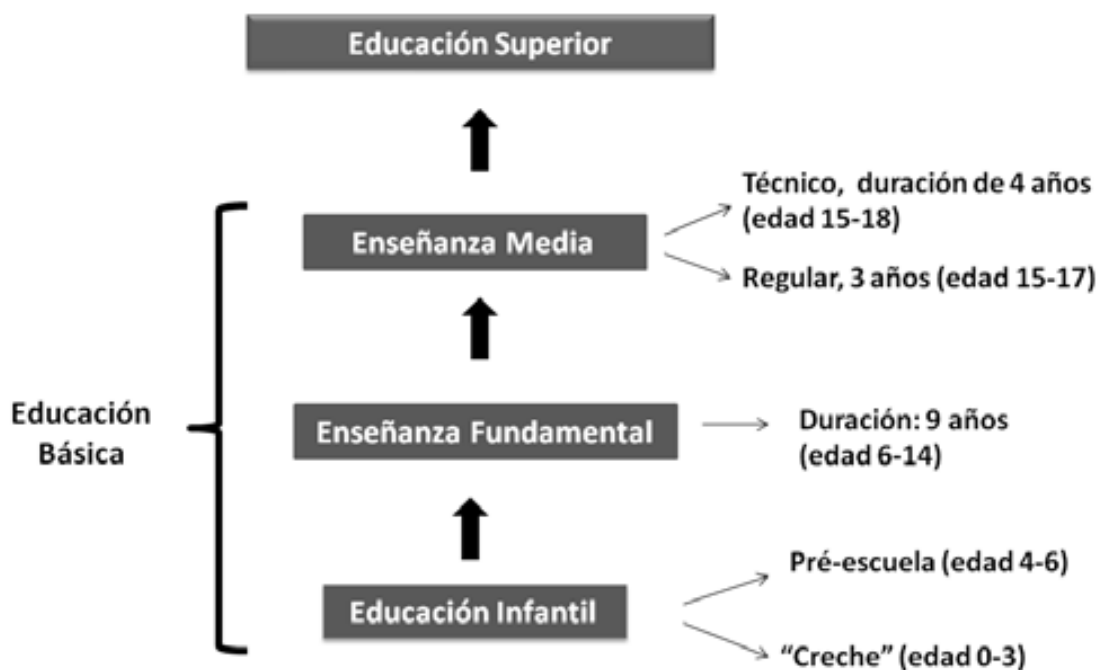 Educación Superior
Técnico, duración de 4 años
(edad 15-18)
Enseñanza Media
Regular, 3 años (edad 15-17)
Educación
Básica
Enseñanza Fundamental
Duración: 9 años
(edad 6-14)
Pré-escuela (edad 4-6)
Educación Infantil
“Creche” (edad 0-3)